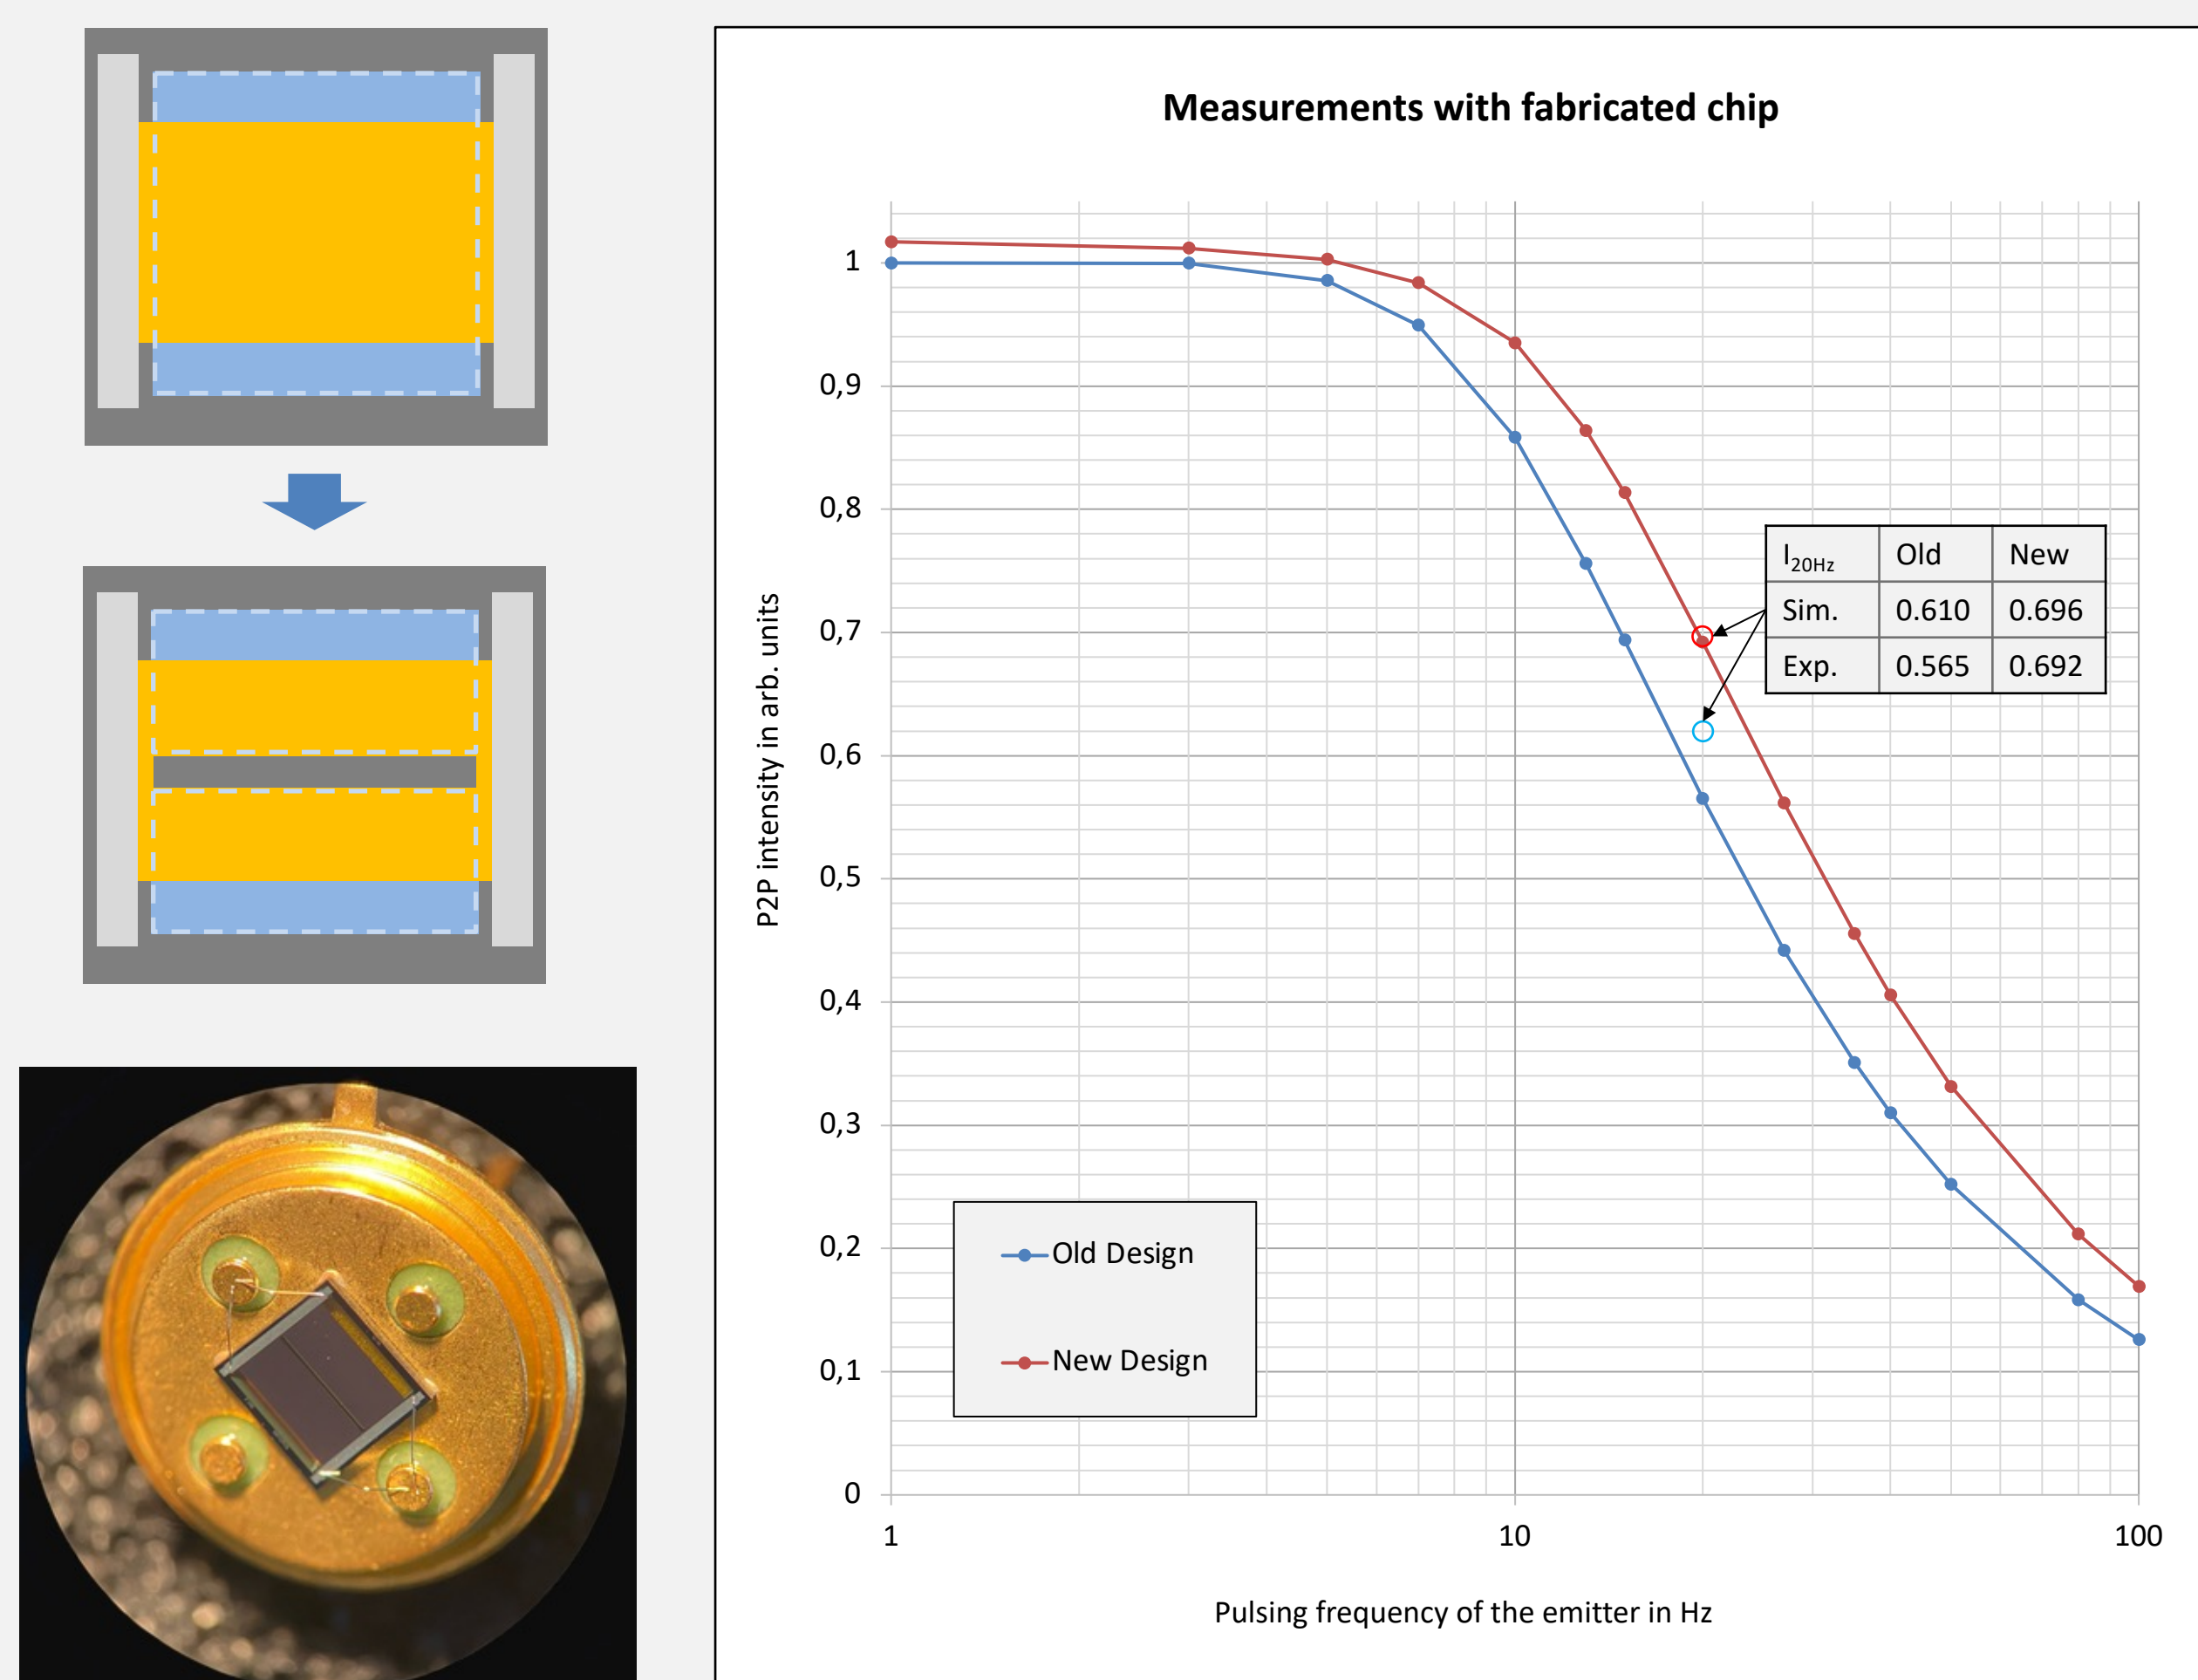 Measurements with fabricated chip
P2P intensity in arb. units
1
0,9
0,8
0,7
0,6
0,5
0,4
0,3
0,2
0,1
0
I20Hz Old New
Sim. 0.610 0.696
Exp. 0.565 0.692
Old Design
New Design
1 10 100
Pulsing frequency of the emitter in Hz